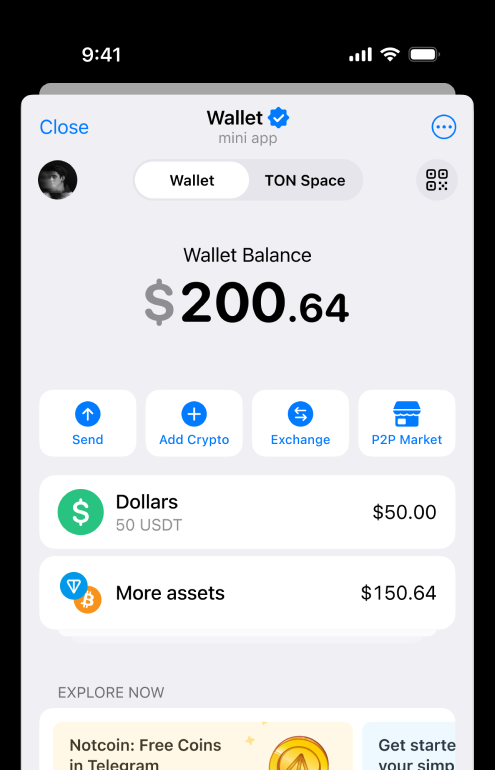 9:41
Close
Wallet
mini app
Wallet
TON Space
Wallet Balance
$200.64
Send
Add Crypto
Exchange
P2P Market
Dollars
50 USDT
$50.00
More assets
$150.64
EXPLORE NOW
Notcoin: Free Coins
in Telegram
Get starte
your simp